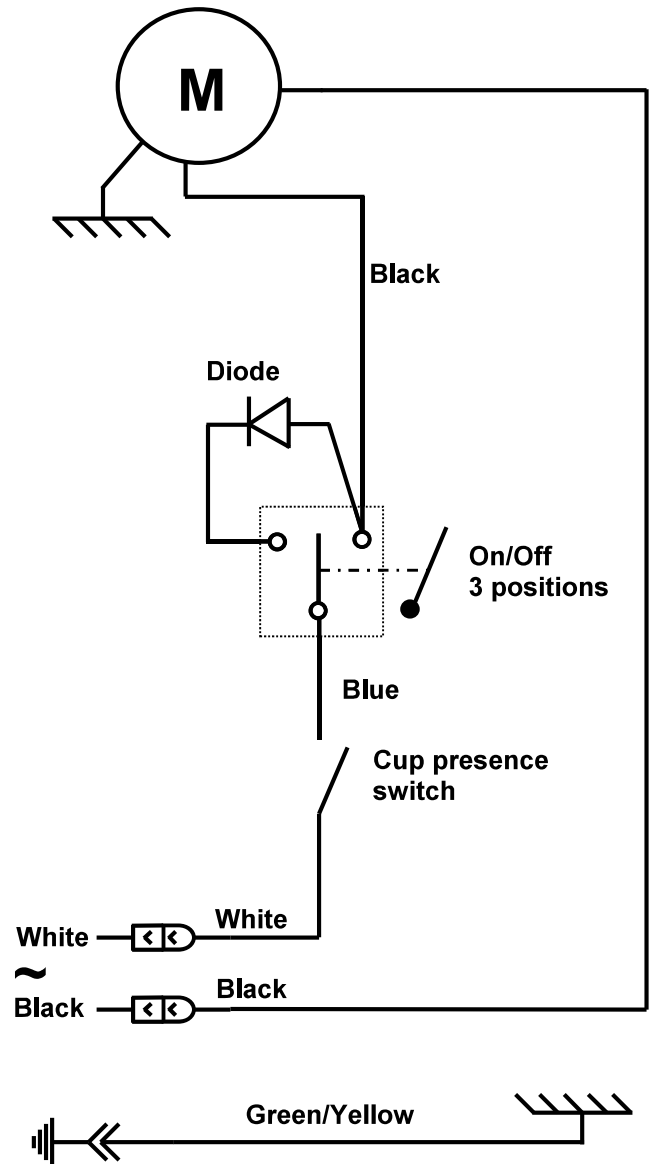 M
Black
Diode
On/Off
3 positions
Blue
Cup presence
switch
White
White
~
Black
Black
Green/Yellow